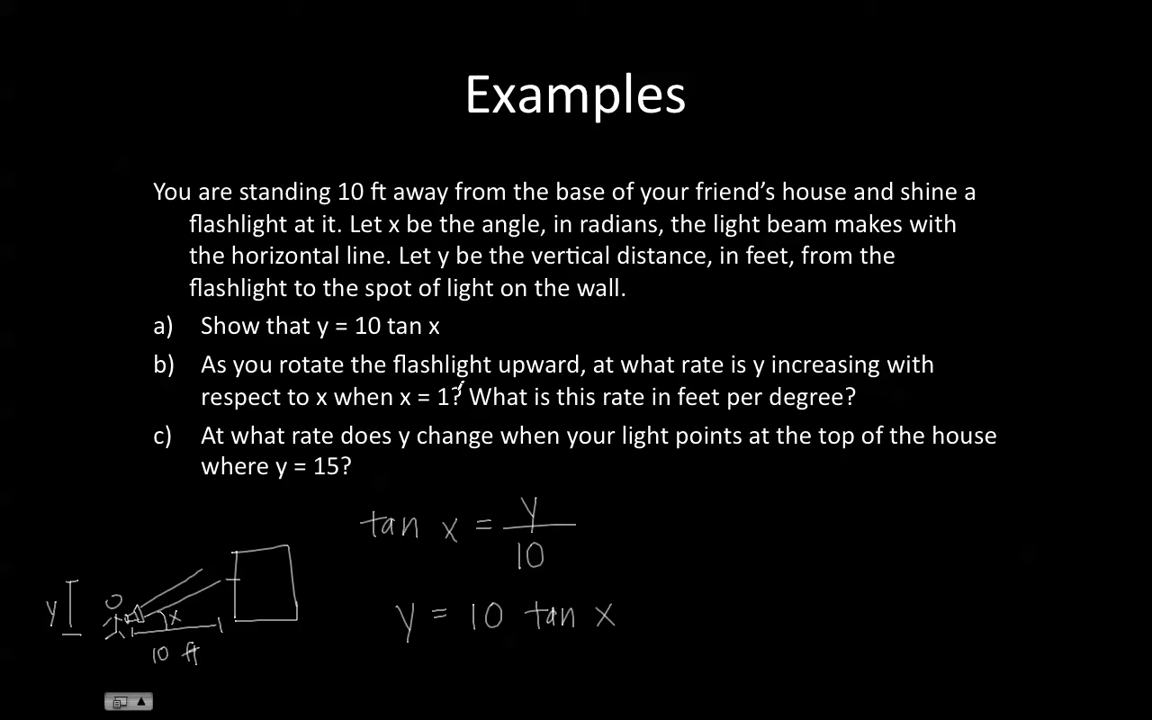 Examples
You are standing 10 ft away from the base of your friend’s house and shine a
flashlight at it. Let x be the angle, in radians, the light beam makes with
the horizontal line. Let y be the vertical distance, in feet, from the
flashlight to the spot of light on the wall.
a) Show that y = 10 tan x
b) As you rotate the flashlight upward, at what rate is y increasing with
respect to x when x = 1? What is this rate in feet per degree?
c) At what rate does y change when your light points at the top of the house
where y = 15?
tan x = y/10
y = 10 tan x
y
x
10 ft